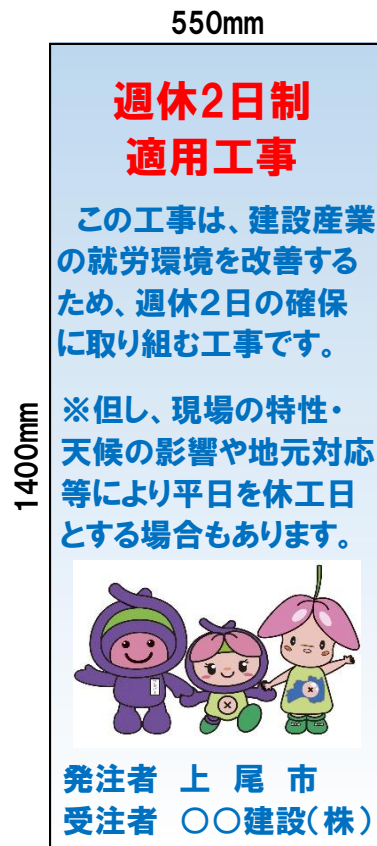 550mm
週休2日制
適用工事
この工事は、建設産業
の就労環境を改善する
ため、週休2日の確保
に取り組む工事です。
1400mm
※但し、現場の特性・
天候の影響や地元対応
等により平日を休工日
とする場合もあります。
発注者 上 尾 市
受注者 ○○建設(株)